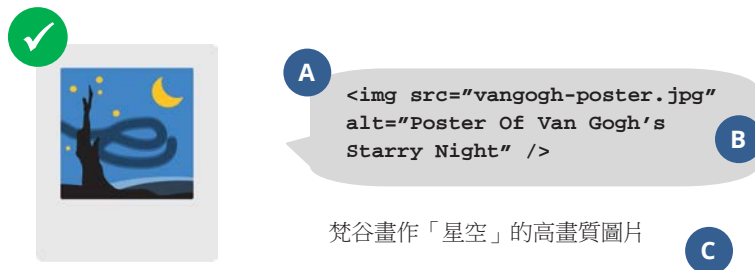 A
<img src="vangogh-poster.jpg"
alt="Poster Of Van Gogh's
Starry Night" />
B
梵谷畫作「星空」的高畫質圖片
C